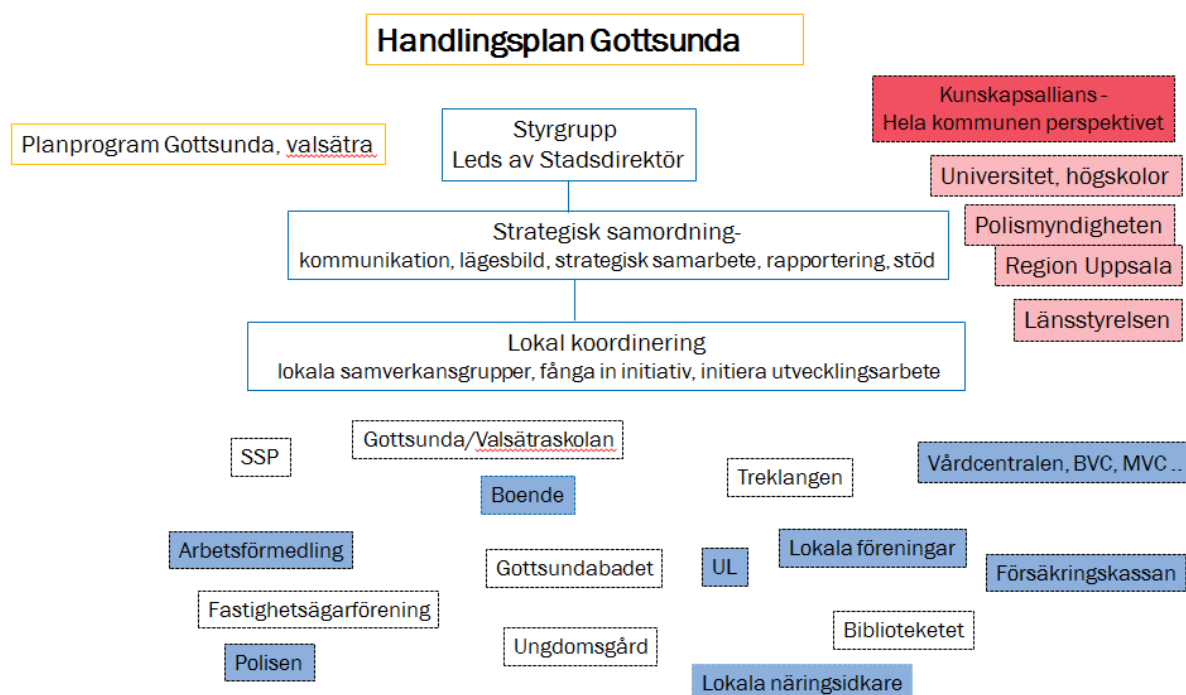 Handlingsplan Gottsunda
Kunskapsallians -
Hela kommunen perspektivet
Planprogram Gottsunda, valsätra
Styrgrupp
Leds av Stadsdirektör
Universitet, högskolor
Polismyndigheten
Region Uppsala
Länsstyrelsen
Strategisk samordning-
kommunikation, lägesbild, strategisk samarbete, rapportering, stöd
Lokal koordinering
lokala samverkansgrupper, fånga in initiativ, initiera utvecklingsarbete
SSP
Gottsunda/Valsätraskolan
Treklangen
Vårdcentralen, BVC, MVC ..
Boende
Arbetsförmedling
Gottsundabadet
UL
Lokala föreningar
Försäkringskassan
Fastighetsägarförening
Ungdomsgård
Biblioteketet
Polisen
Lokala näringsidkare